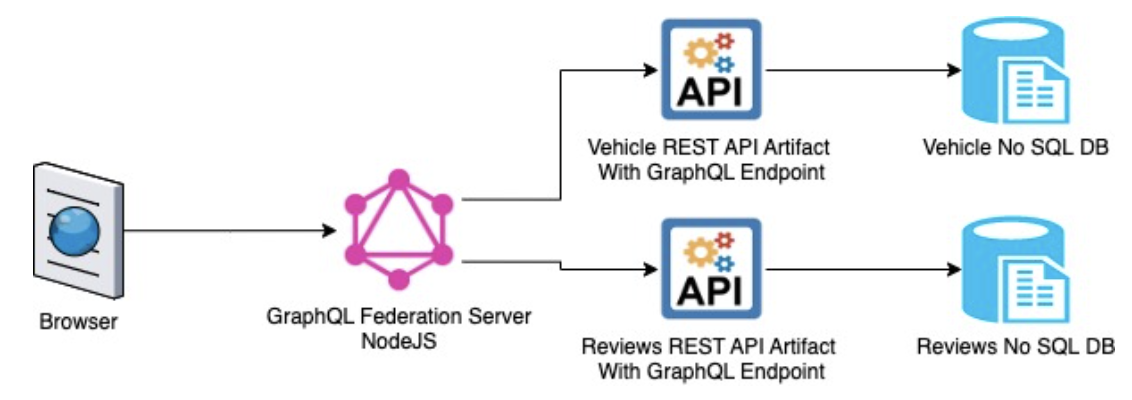 API
Vehicle REST API Artifact
With GraphQL Endpoint
Vehicle No SQL DB
Browser
GraphQL Federation Server
NodeJS
API
Reviews REST API Artifact
With GraphQL Endpoint
Reviews No SQL DB